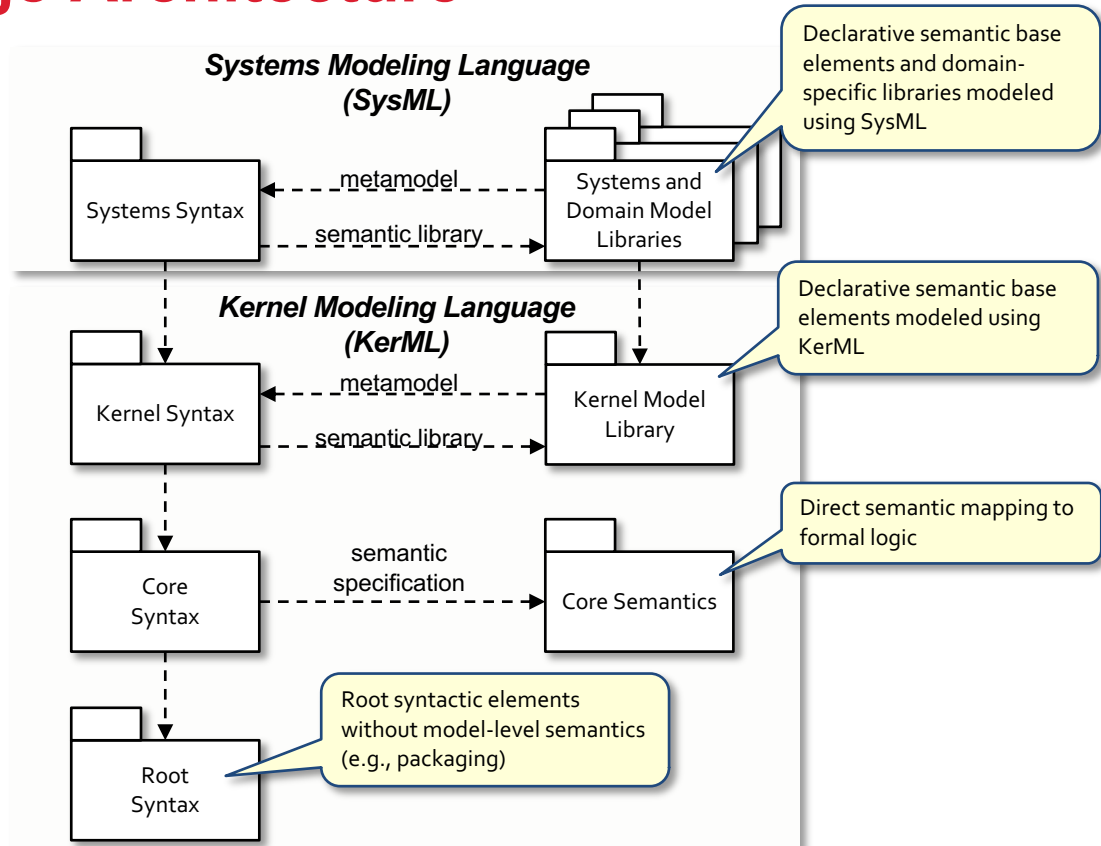 Declarative semantic base
elements and domain-
specific libraries modeled
using SysML
Systems Modeling Language
(SysML)
metamodel
Systems Syntax
semantic library
Systems and
Domain Model
Libraries
Kernel Modeling Language
(KerML)
Declarative semantic base
elements modeled using
KerML
metamodel
Kernel Syntax
semantic library
Kernel Model
Library
Direct semantic mapping to
formal logic
semantic
specification
Core
Syntax
Core Semantics
Root syntactic elements
without model-level semantics
(e.g., packaging)
Root
Syntax